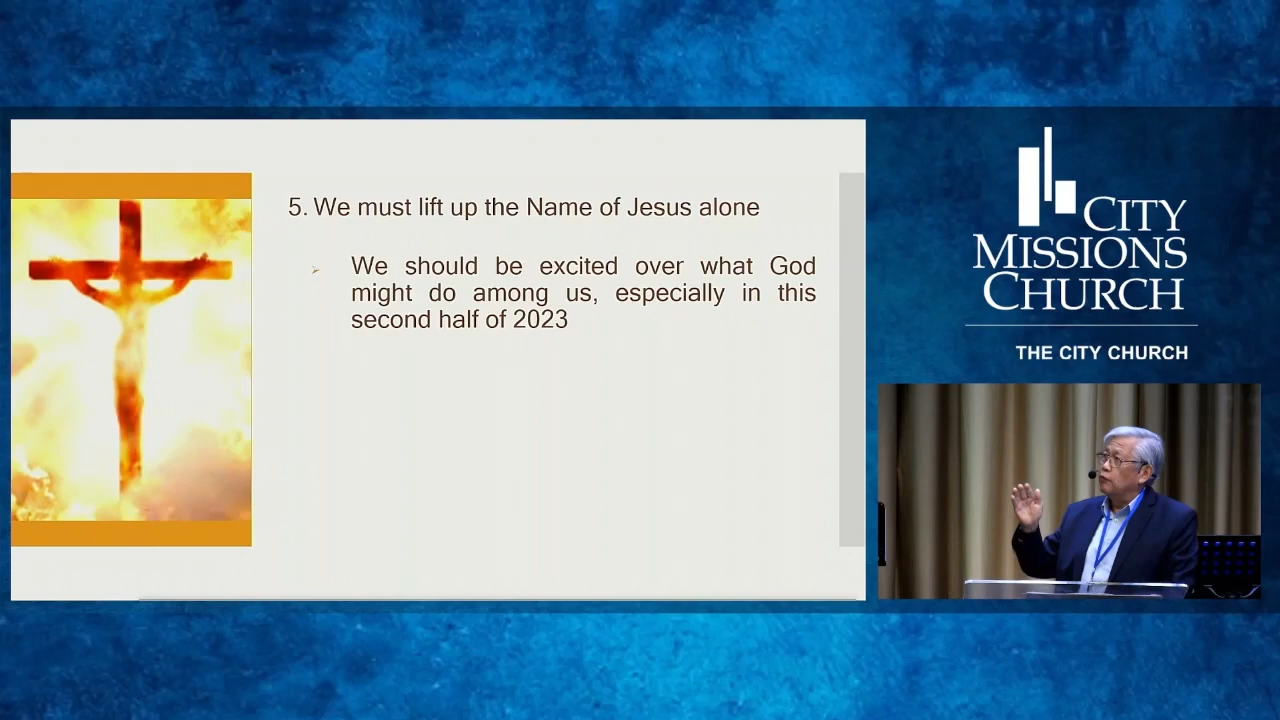 5. We must lift up the Name of Jesus alone
➢ We should be excited over what God
might do among us, especially in this
second half of 2023
CITY
MISSIONS
CHURCH
THE CITY CHURCH